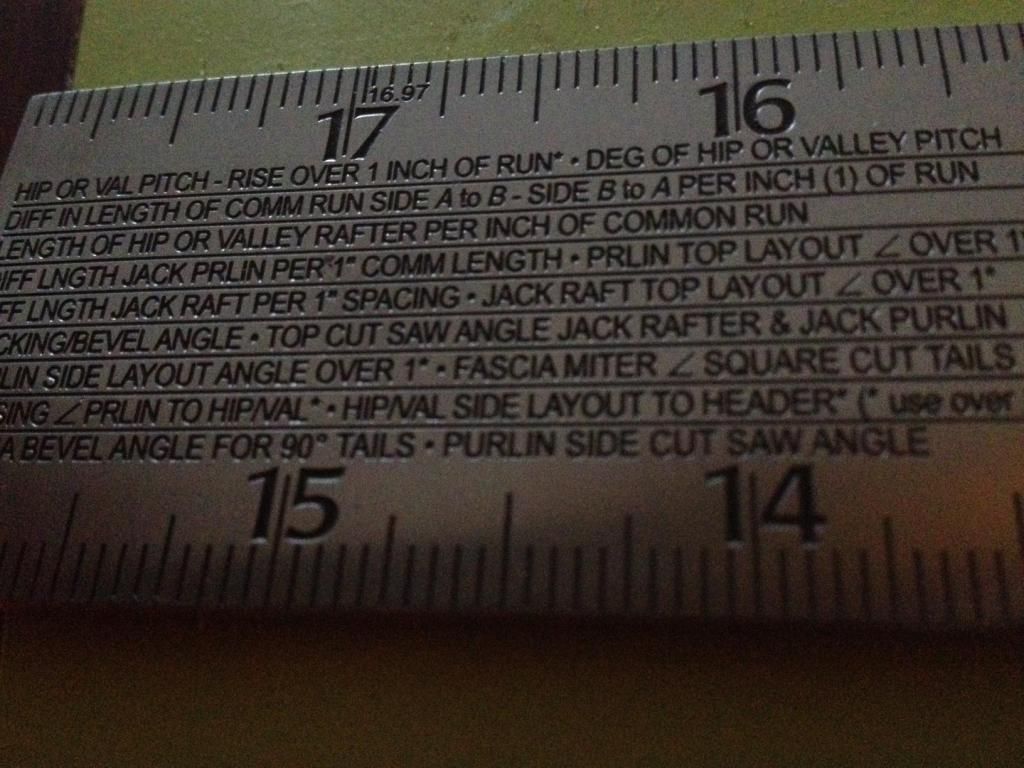 16.97
17 16
HIP OR VAL PITCH - RISE OVER 1 INCH OF RUN* • DEG OF HIP OR VALLEY PITCH
DIFF IN LENGTH OF COMM RUN SIDE A to B - SIDE B to A PER INCH (1) OF RUN
LENGTH OF HIP OR VALLEY RAFTER PER INCH OF COMMON RUN
IFF LNGTH JACK PRLIN PER 1" COMM LENGTH • PRLIN TOP LAYOUT ∠ OVER 1"
FF LNGTH JACK RAFT PER 1" SPACING • JACK RAFT TOP LAYOUT ∠ OVER 1"
CKING/BEVEL ANGLE • TOP CUT SAW ANGLE JACK RAFTER & JACK PURLIN
LIN SIDE LAYOUT ANGLE OVER 1" • FASCIA MITER ∠ SQUARE CUT TAILS
SING ∠ PRLIN TO HIP/VAL* • HIP/VAL SIDE LAYOUT TO HEADER* (* use over
A BEVEL ANGLE FOR 90° TAILS • PURLIN SIDE CUT SAW ANGLE
15 14